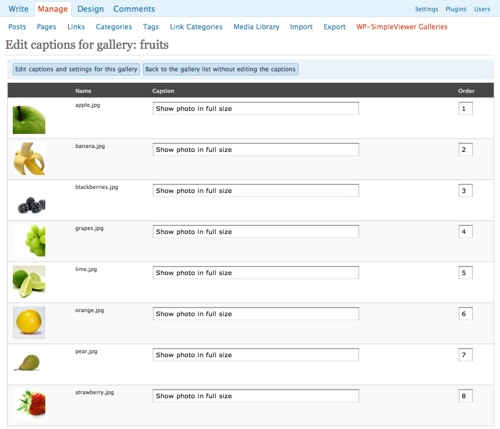 Write Manage Design Comments Settings Plugins Users
Posts Pages Links Categories Tags Link Categories Media Library Import Export WP-SimpleViewer Galleries
Edit captions for gallery: fruits
Edit captions and settings for this gallery Back to the gallery list without editing the captions
Name Caption Order
apple.jpg Show photo in full size 1
banana.jpg Show photo in full size 2
blackberries.jpg Show photo in full size 3
grapes.jpg Show photo in full size 4
lime.jpg Show photo in full size 5
orange.jpg Show photo in full size 6
pear.jpg Show photo in full size 7
strawberry.jpg Show photo in full size 8